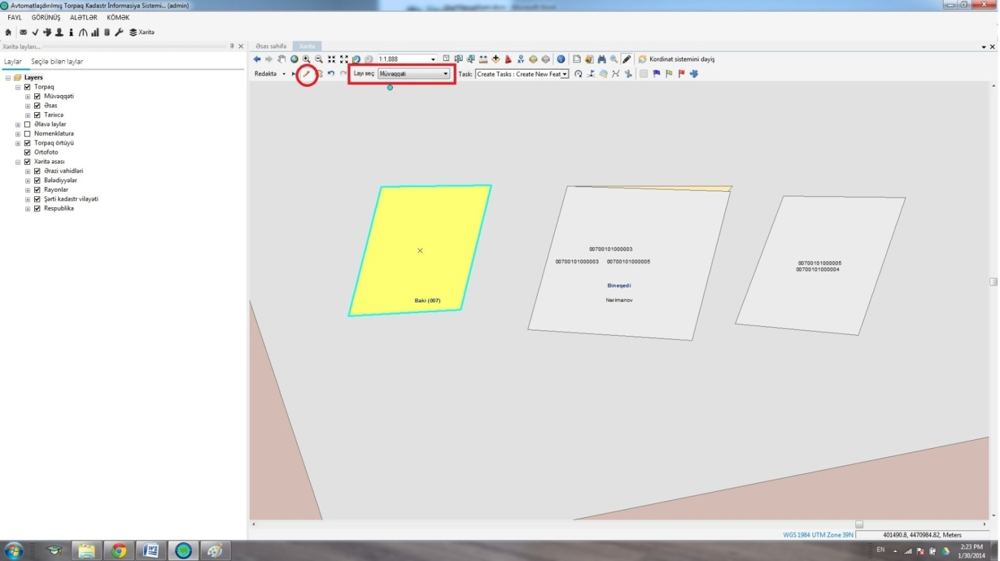 Avtomatlaşdırılmış Torpaq Kadastr İnformasiya Sistemi... (admin)
FAYL GÖRÜNÜŞ ALƏTLƏR KÖMƏK
Xəritə
Xəritə layları...
Əsas səhifə Xəritə
Laylar Seçilə bilən laylar
1:1,888
Kordinat sistemini dəyiş
Redaktə
Layı seç Müvəqqəti
Task: Create Tasks : Create New Feat
Layers
Torpaq
Müvəqqəti
Əsas
Tarixcə
Əlavə laylar
Nomenklatura
Torpaq örtüyü
Ortofoto
Xəritə əsası
Ərazi vahidləri
Bələdiyyələr
Rayonlar
Şərti kadastr vilayəti
Respublika
Baki (007)
00700101000003
00700101000003 00700101000005
Bineqedi
Nerimanov
00700101000005
00700101000004
WGS 1984 UTM Zone 39N
401490.8, 4470984.82, Meters
EN
2:23 PM
1/30/2014